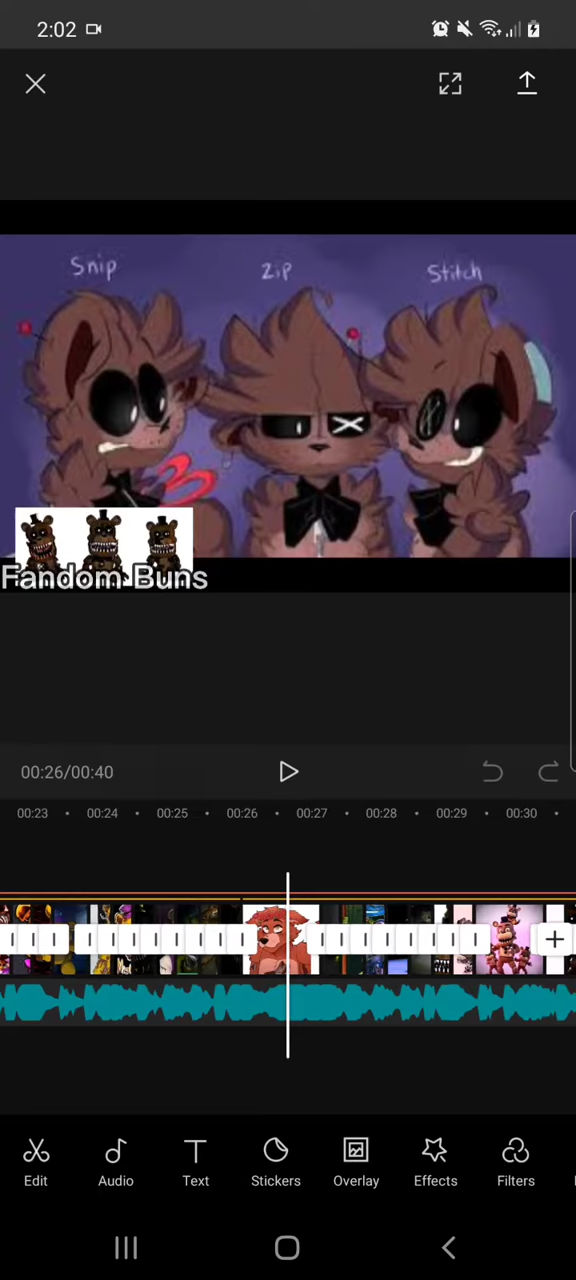 2:02
Snip Zip Stitch
Fandom Buns
00:26/00:40
00:23 00:24 00:25 00:26 00:27 00:28 00:29 00:30
Edit Audio Text Stickers Overlay Effects Filters